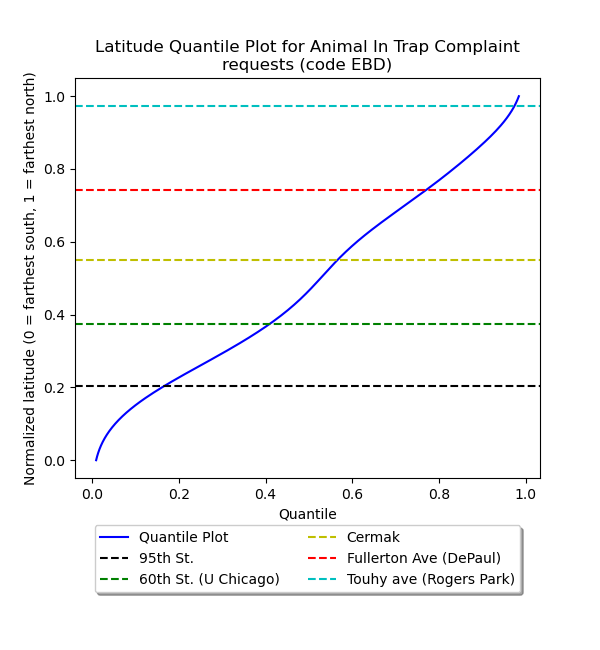 Latitude Quantile Plot for Animal In Trap Complaint
requests (code EBD)
Normalized latitude (0 = farthest south, 1 = farthest north)
1.0
0.8
0.6
0.4
0.2
0.0
0.0 0.2 0.4 0.6 0.8 1.0
Quantile
Quantile Plot
95th St.
60th St. (U Chicago)
Cermak
Fullerton Ave (DePaul)
Touhy ave (Rogers Park)